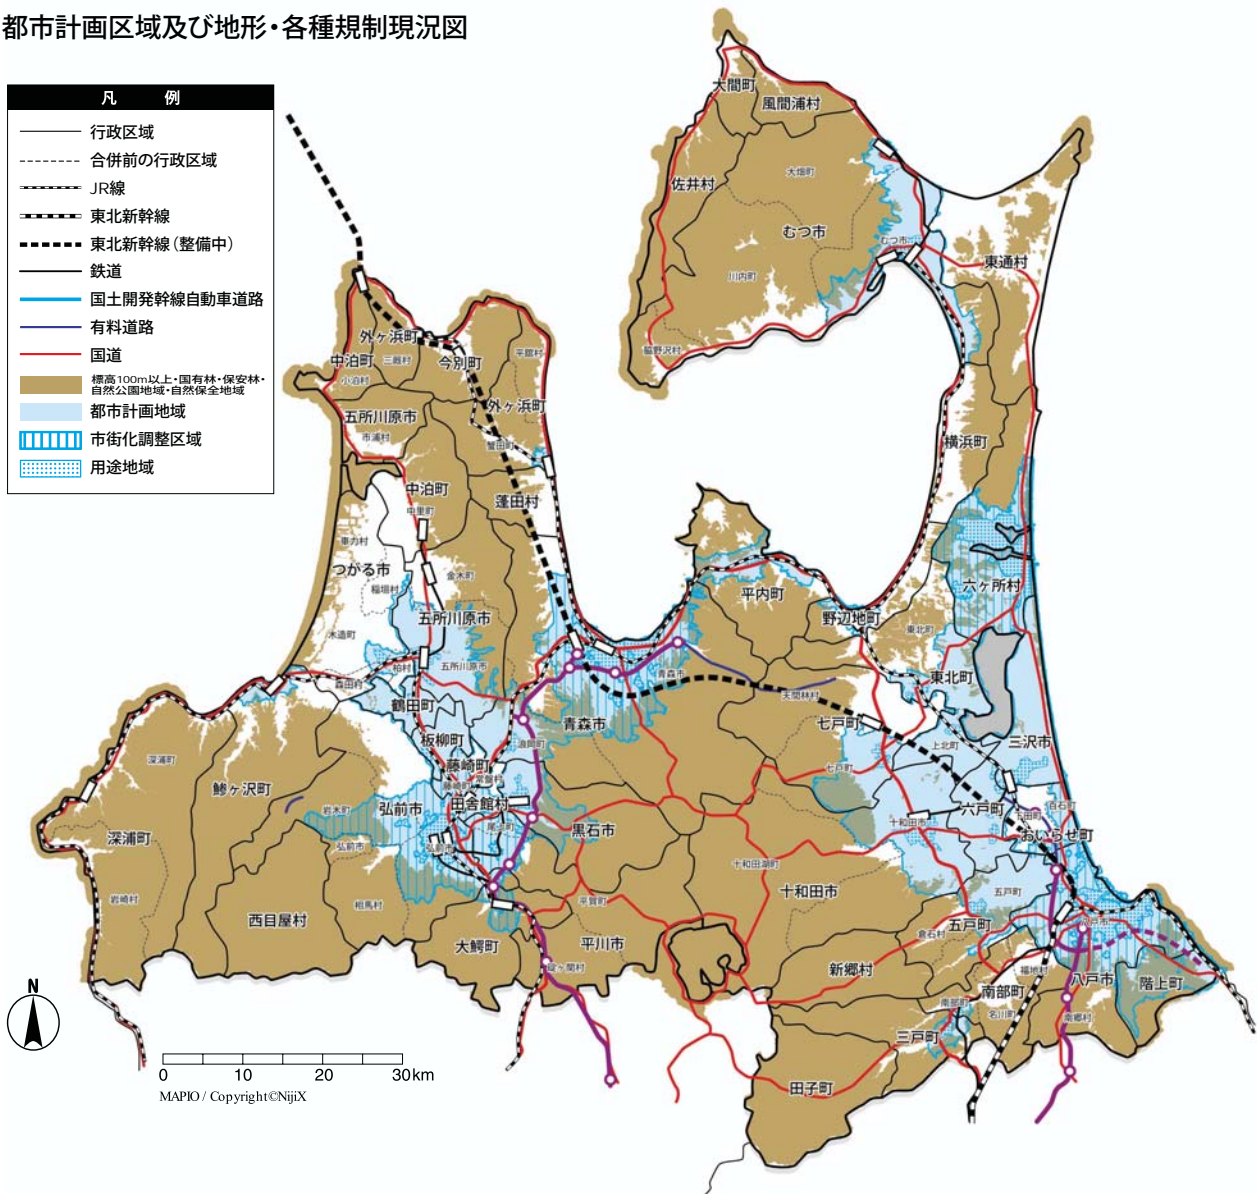 都市計画区域及び地形・各種規制現況図
凡 例
行政区域
合併前の行政区域
JR線
東北新幹線
東北新幹線(整備中)
鉄道
国土開発幹線自動車道路
有料道路
国道
標高100m以上・国有林・保安林・
自然公園地域・自然保全地域
都市計画地域
市街化調整区域
用途地域
大間町
風間浦村
佐井村
大畑町
むつ市
むつ市
川内町
東通村
脇野沢村
外ヶ浜町
中泊町
三厩村
今別町
平舘村
小泊村
五所川原市
外ヶ浜町
市浦村
蟹田町
横浜町
中泊町
蓬田村
中里町
車力村
つがる市
金木町
稲垣村
六ヶ所村
平内町
五所川原市
野辺地町
木造町
東北町
柏村
五所川原市
青森市
東北町
森田村
天間林村
鶴田町
青森市
七戸町
板柳町
浪岡町
上北町
三沢市
深浦町
藤崎町
七戸町
常盤村
鰺ヶ沢町
藤崎町
弘前市
田舎館村
六戸町
百石町
岩木町
下田町
尾上町
黒石市
十和田市
おいらせ町
深浦町
弘前市
弘前市
十和田湖町
十和田市
五戸町
岩崎村
相馬村
平賀町
西目屋村
五戸町
八戸市
倉石村
大鰐町
平川市
碇ヶ関村
新郷村
福地村
八戸市
階上町
南部町
南部町
名川町
南郷村
三戸町
田子町
N
0 10 20 30km
MAPIO / Copyright©NijiX